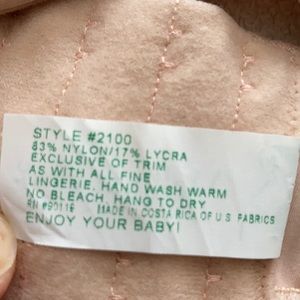 STYLE #2100
83% NYLON/17% LYCRA
EXCLUSIVE OF TRIM
AS WITH ALL FINE
LINGERIE, HAND WASH WARM
NO BLEACH, HANG TO DRY
RN #90119 MADE IN COSTA RICA OF U.S FABRICS
ENJOY YOUR BABY!